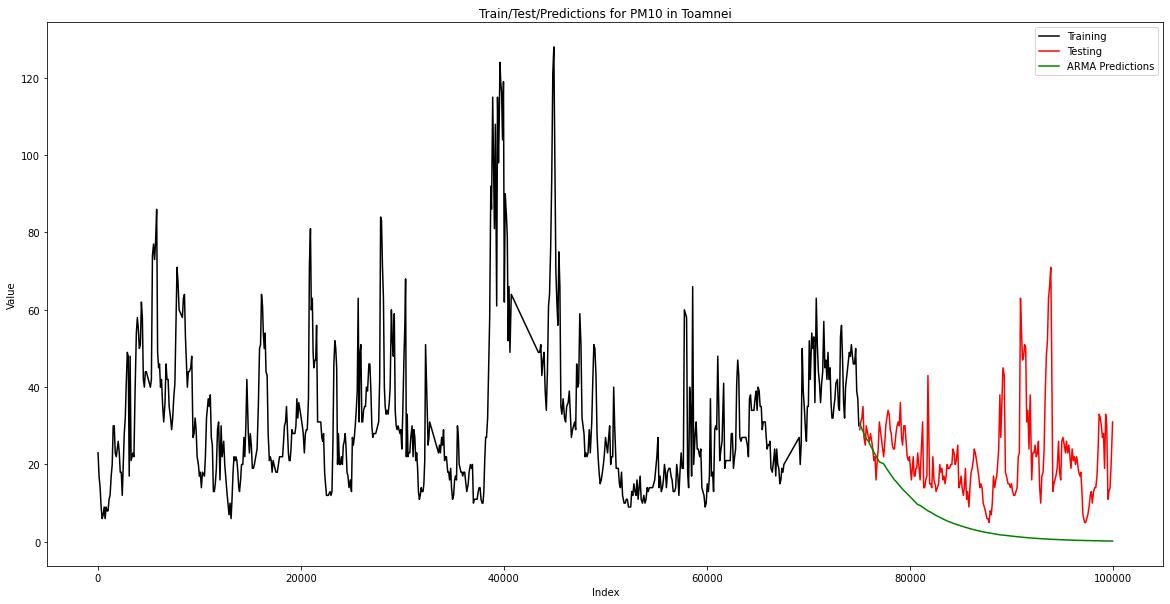 Train/Test/Predictions for PM10 in Toamnei
Training
Testing
ARMA Predictions
120
100
80
60
40
20
0
Value
0 20000 40000 60000 80000 100000
Index